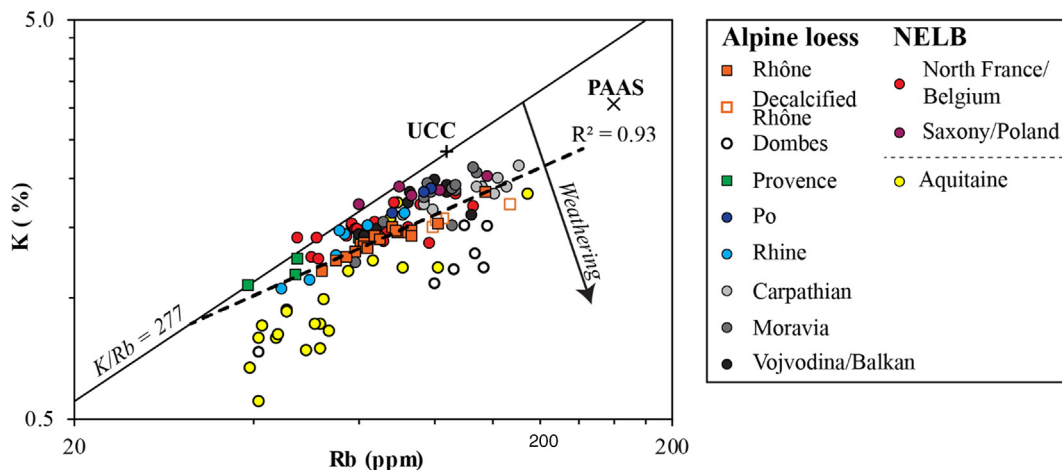 5.0
PAAS
UCC
R² = 0.93
K ( %)
Weathering
K/Rb = 277
0.5
20
Rb (ppm)
200
200
Alpine loess
Rhône
Decalcified
Rhône
Dombes
Provence
Po
Rhine
Carpathian
Moravia
Vojvodina/Balkan
NELB
North France/
Belgium
Saxony/Poland
Aquitaine